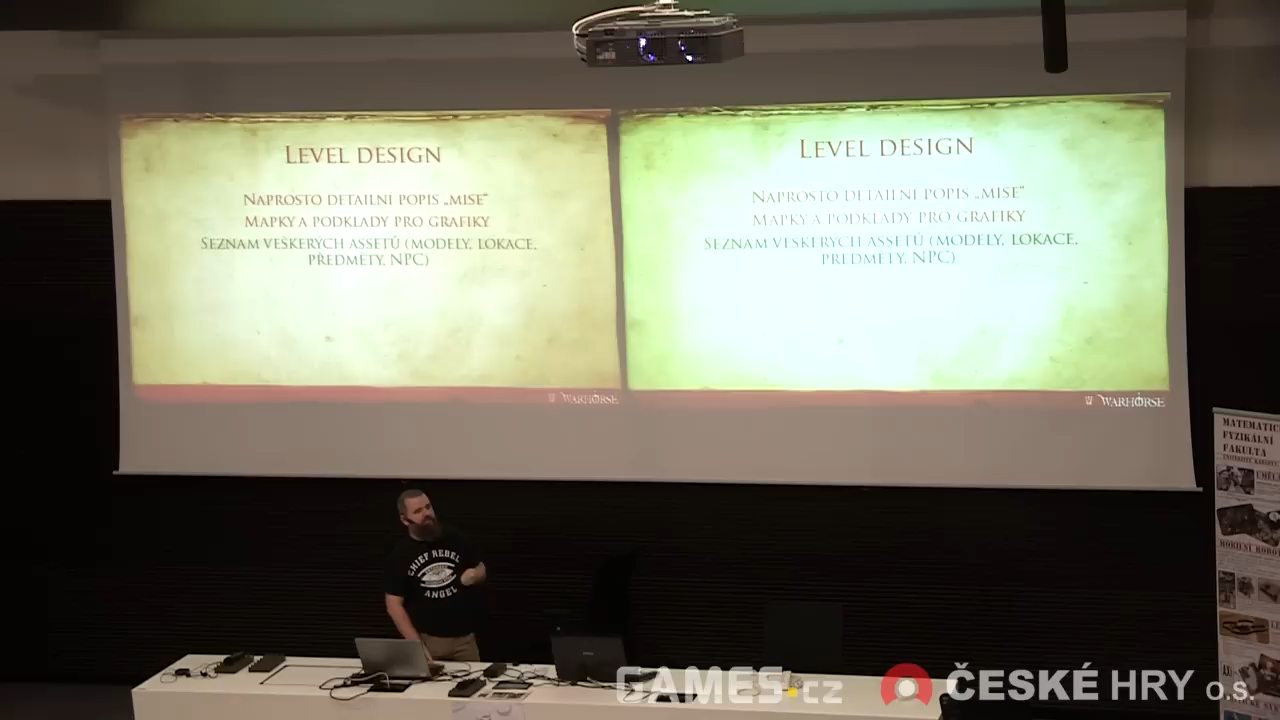 LEVEL DESIGN
NAPROSTO DETAILNÍ POPIS „MISE“
MAPKY A PODKLADY PRO GRAFIKY
SEZNAM VEŠKERÝCH ASSETŮ (MODELY, LOKACE,
PŘEDMĚTY, NPC)
WARHORSE
LEVEL DESIGN
NAPROSTO DETAILNÍ POPIS „MISE“
MAPKY A PODKLADY PRO GRAFIKY
SEZNAM VEŠKERÝCH ASSETŮ (MODELY, LOKACE,
PŘEDMĚTY, NPC)
WARHORSE
MATEMATIC
FYZIKÁLNÍ
FAKULTA
CHIEF REBEL
ANGEL
GAMES.cz
ČESKÉ HRY o.s.